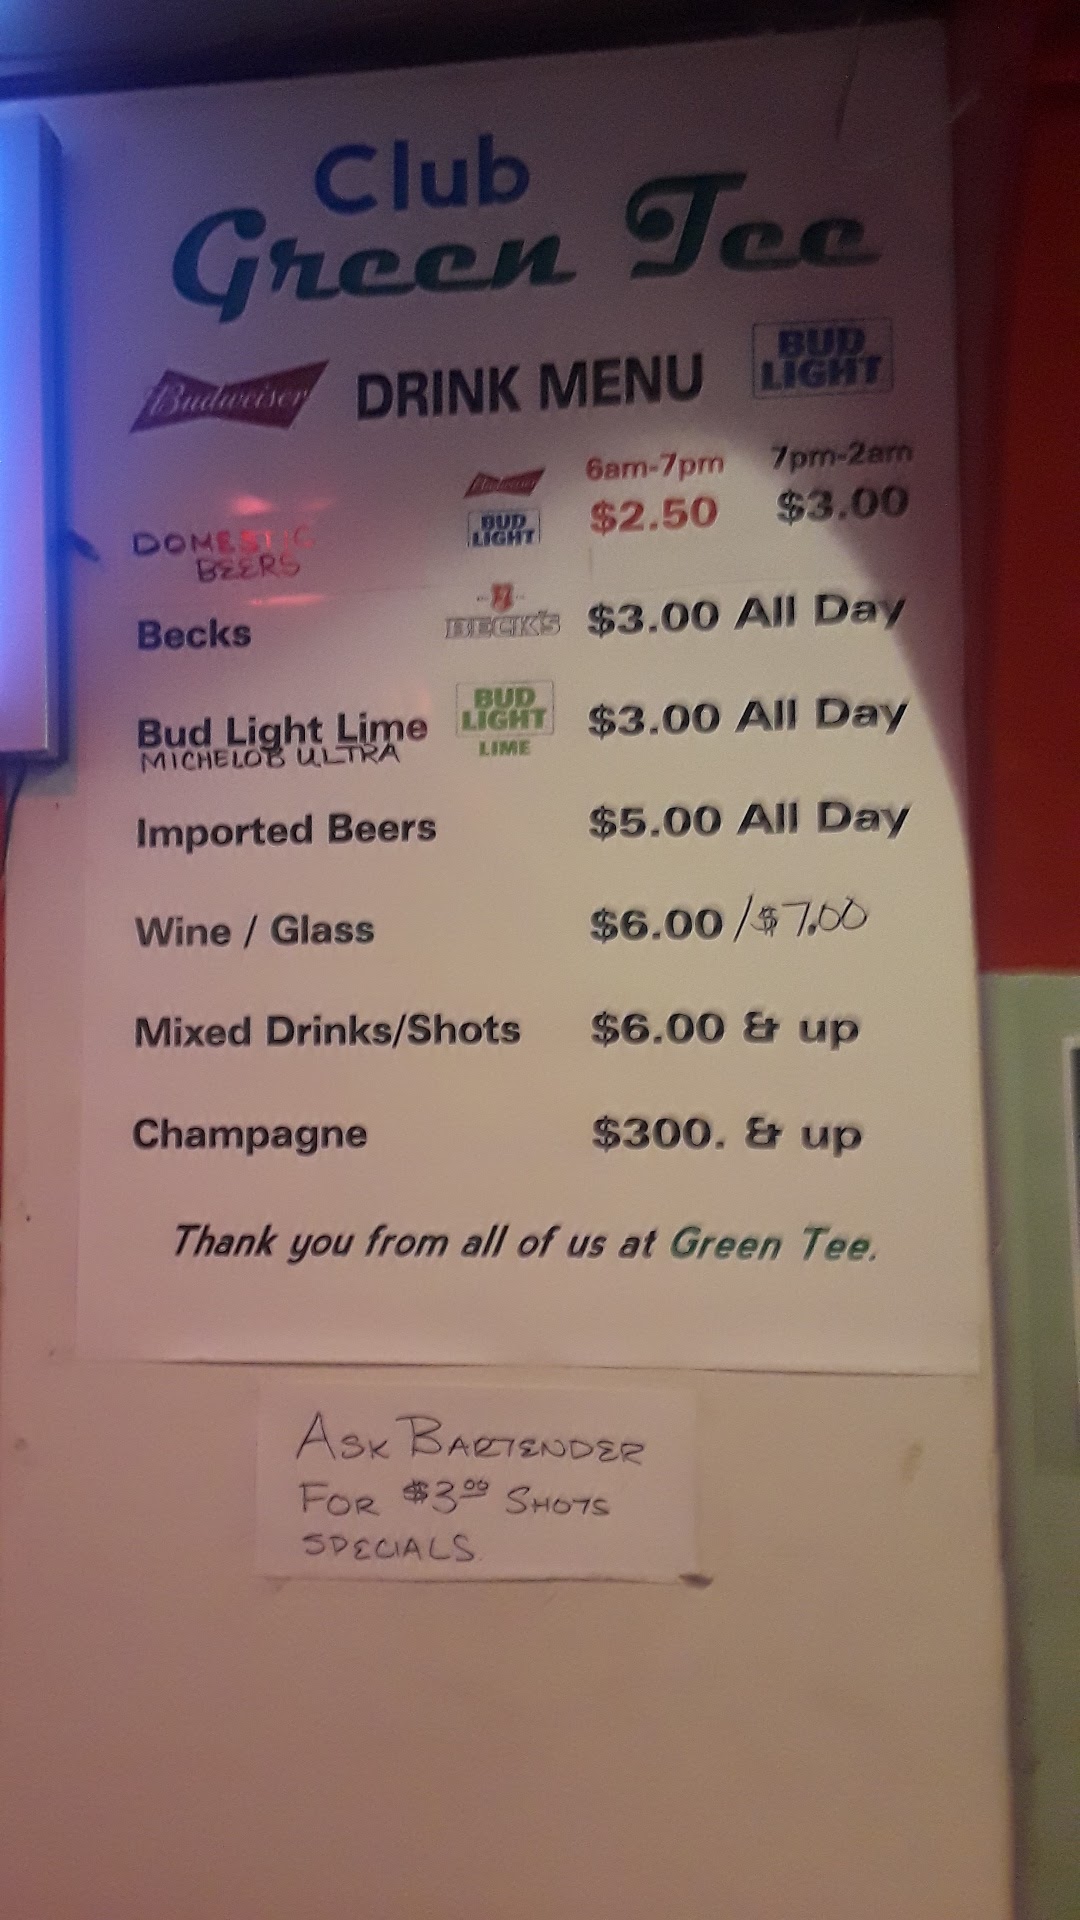 Club
Green Tee
Budweiser DRINK MENU BUD LIGHT
6am-7pm 7pm-2am
Budweiser
BUD LIGHT $2.50 $3.00
DOMESTIC
BEERS
Becks BECK'S $3.00 All Day
Bud Light Lime BUD LIGHT LIME $3.00 All Day
MICHELOB ULTRA
Imported Beers $5.00 All Day
Wine / Glass $6.00 /$7.00
Mixed Drinks/Shots $6.00 & up
Champagne $300. & up
Thank you from all of us at Green Tee.
ASK BARTENDER
FOR $3.00 SHOTS
SPECIALS